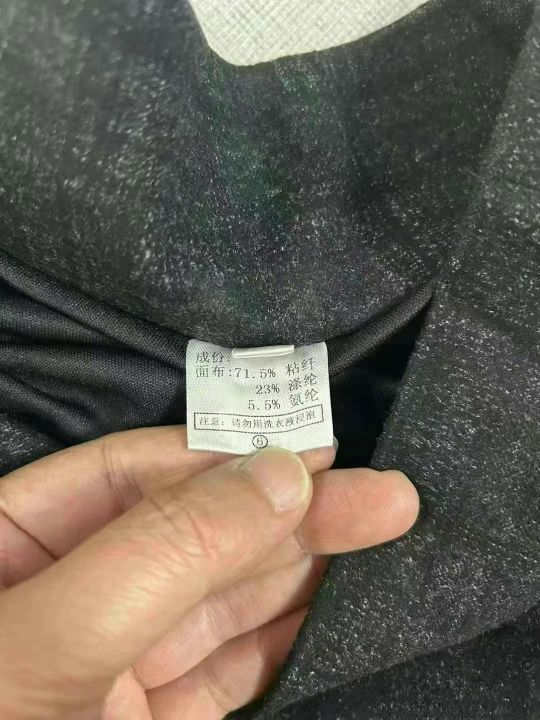 成份:
面布:71.5% 粘纤
23% 涤纶
5.5% 氨纶
注意: 请勿用洗衣液浸泡
6